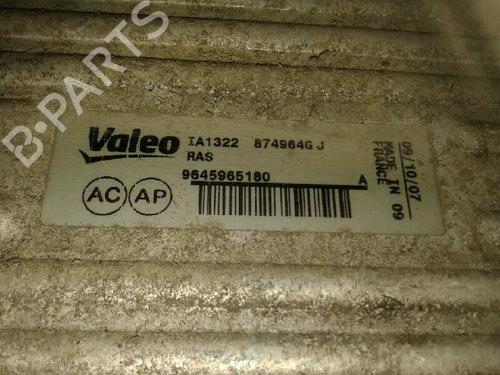 B-PARTS
Valeo IA1322 874964G J
RAS
9645965180 A
AC AP
MADE IN 09
FRANCE
09/10/07